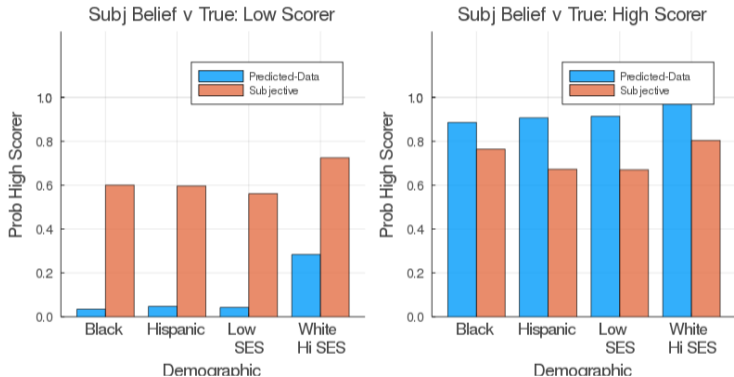 Subj Belief v True: Low Scorer
Predicted-Data
Subjective
Prob High Scorer
1.0
0.8
0.6
0.4
0.2
0.0
Black Hispanic Low SES White Hi SES
Demographic
Subj Belief v True: High Scorer
Predicted-Data
Subjective
Prob High Scorer
1.0
0.8
0.6
0.4
0.2
0.0
Black Hispanic Low SES White Hi SES
Demographic